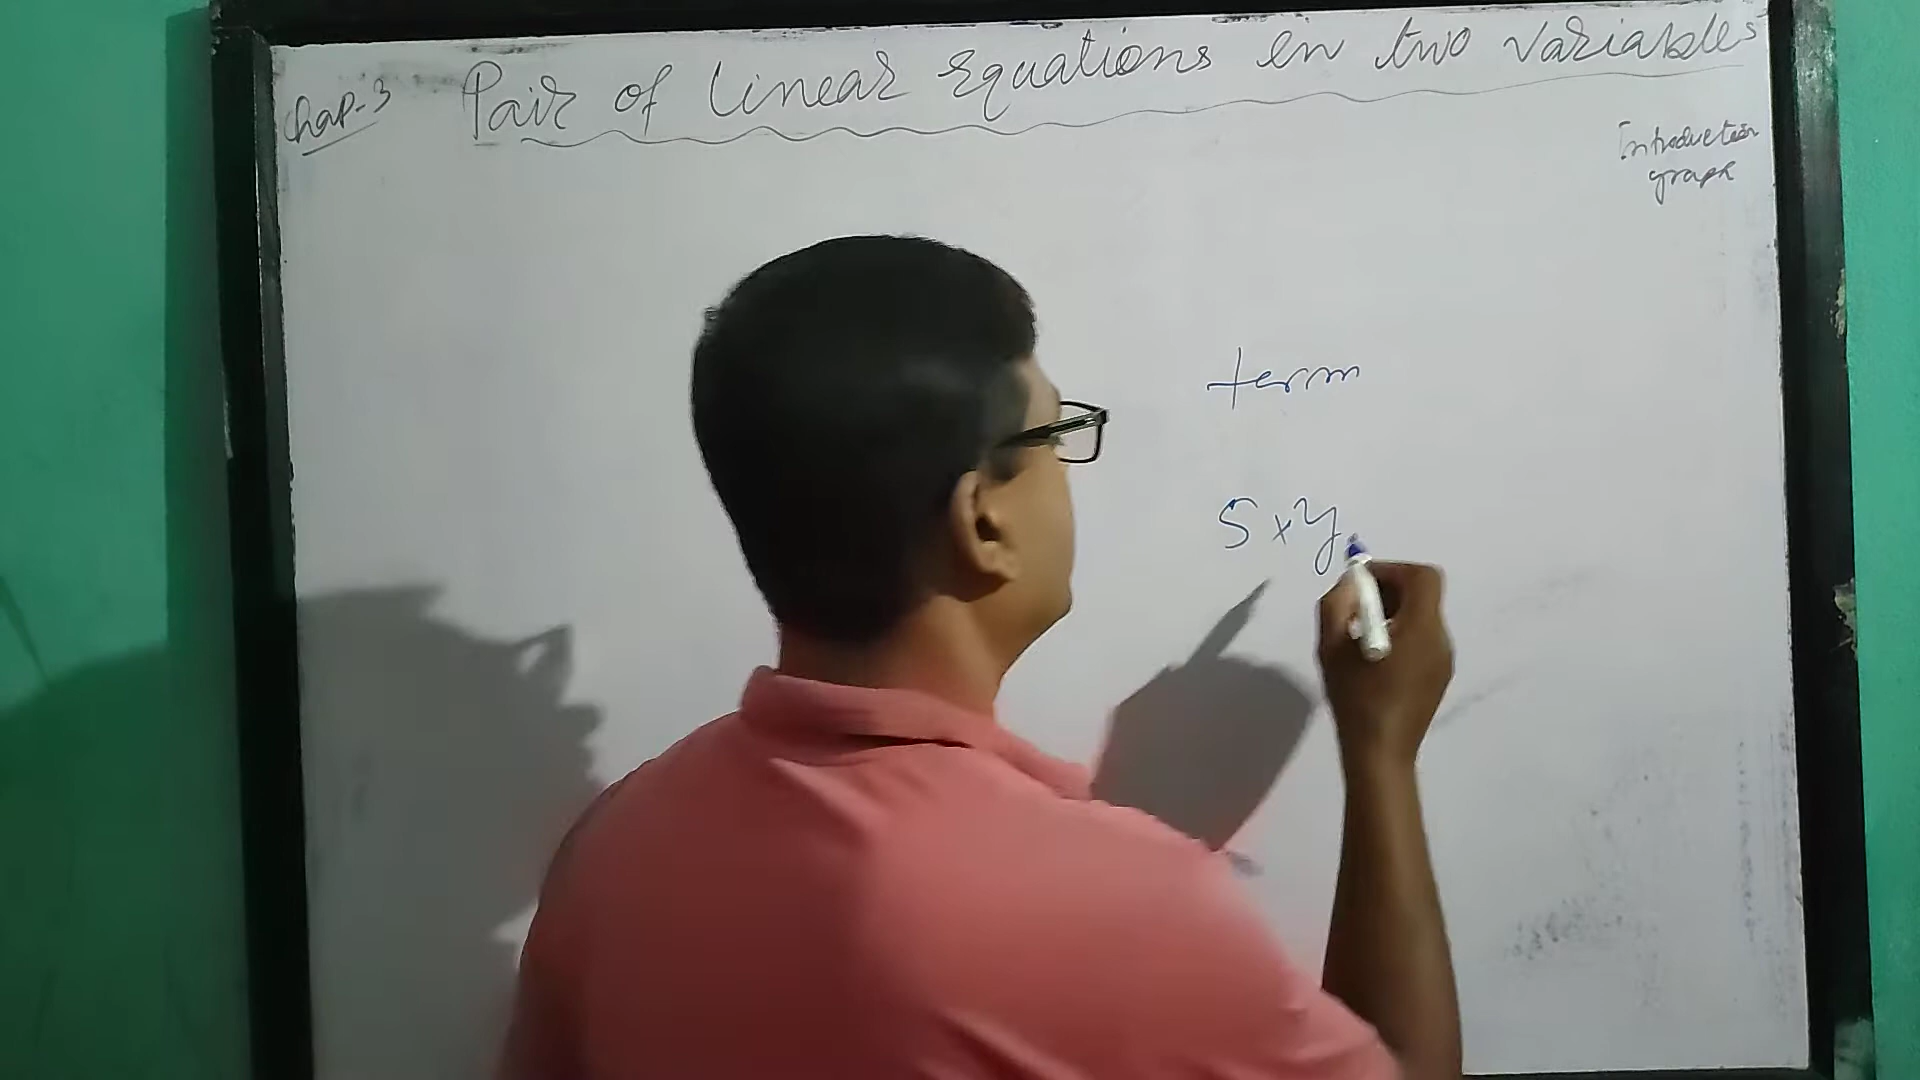 Chap-3 Pair of Linear Equations in two variables
Introduction
graph
term
5xy